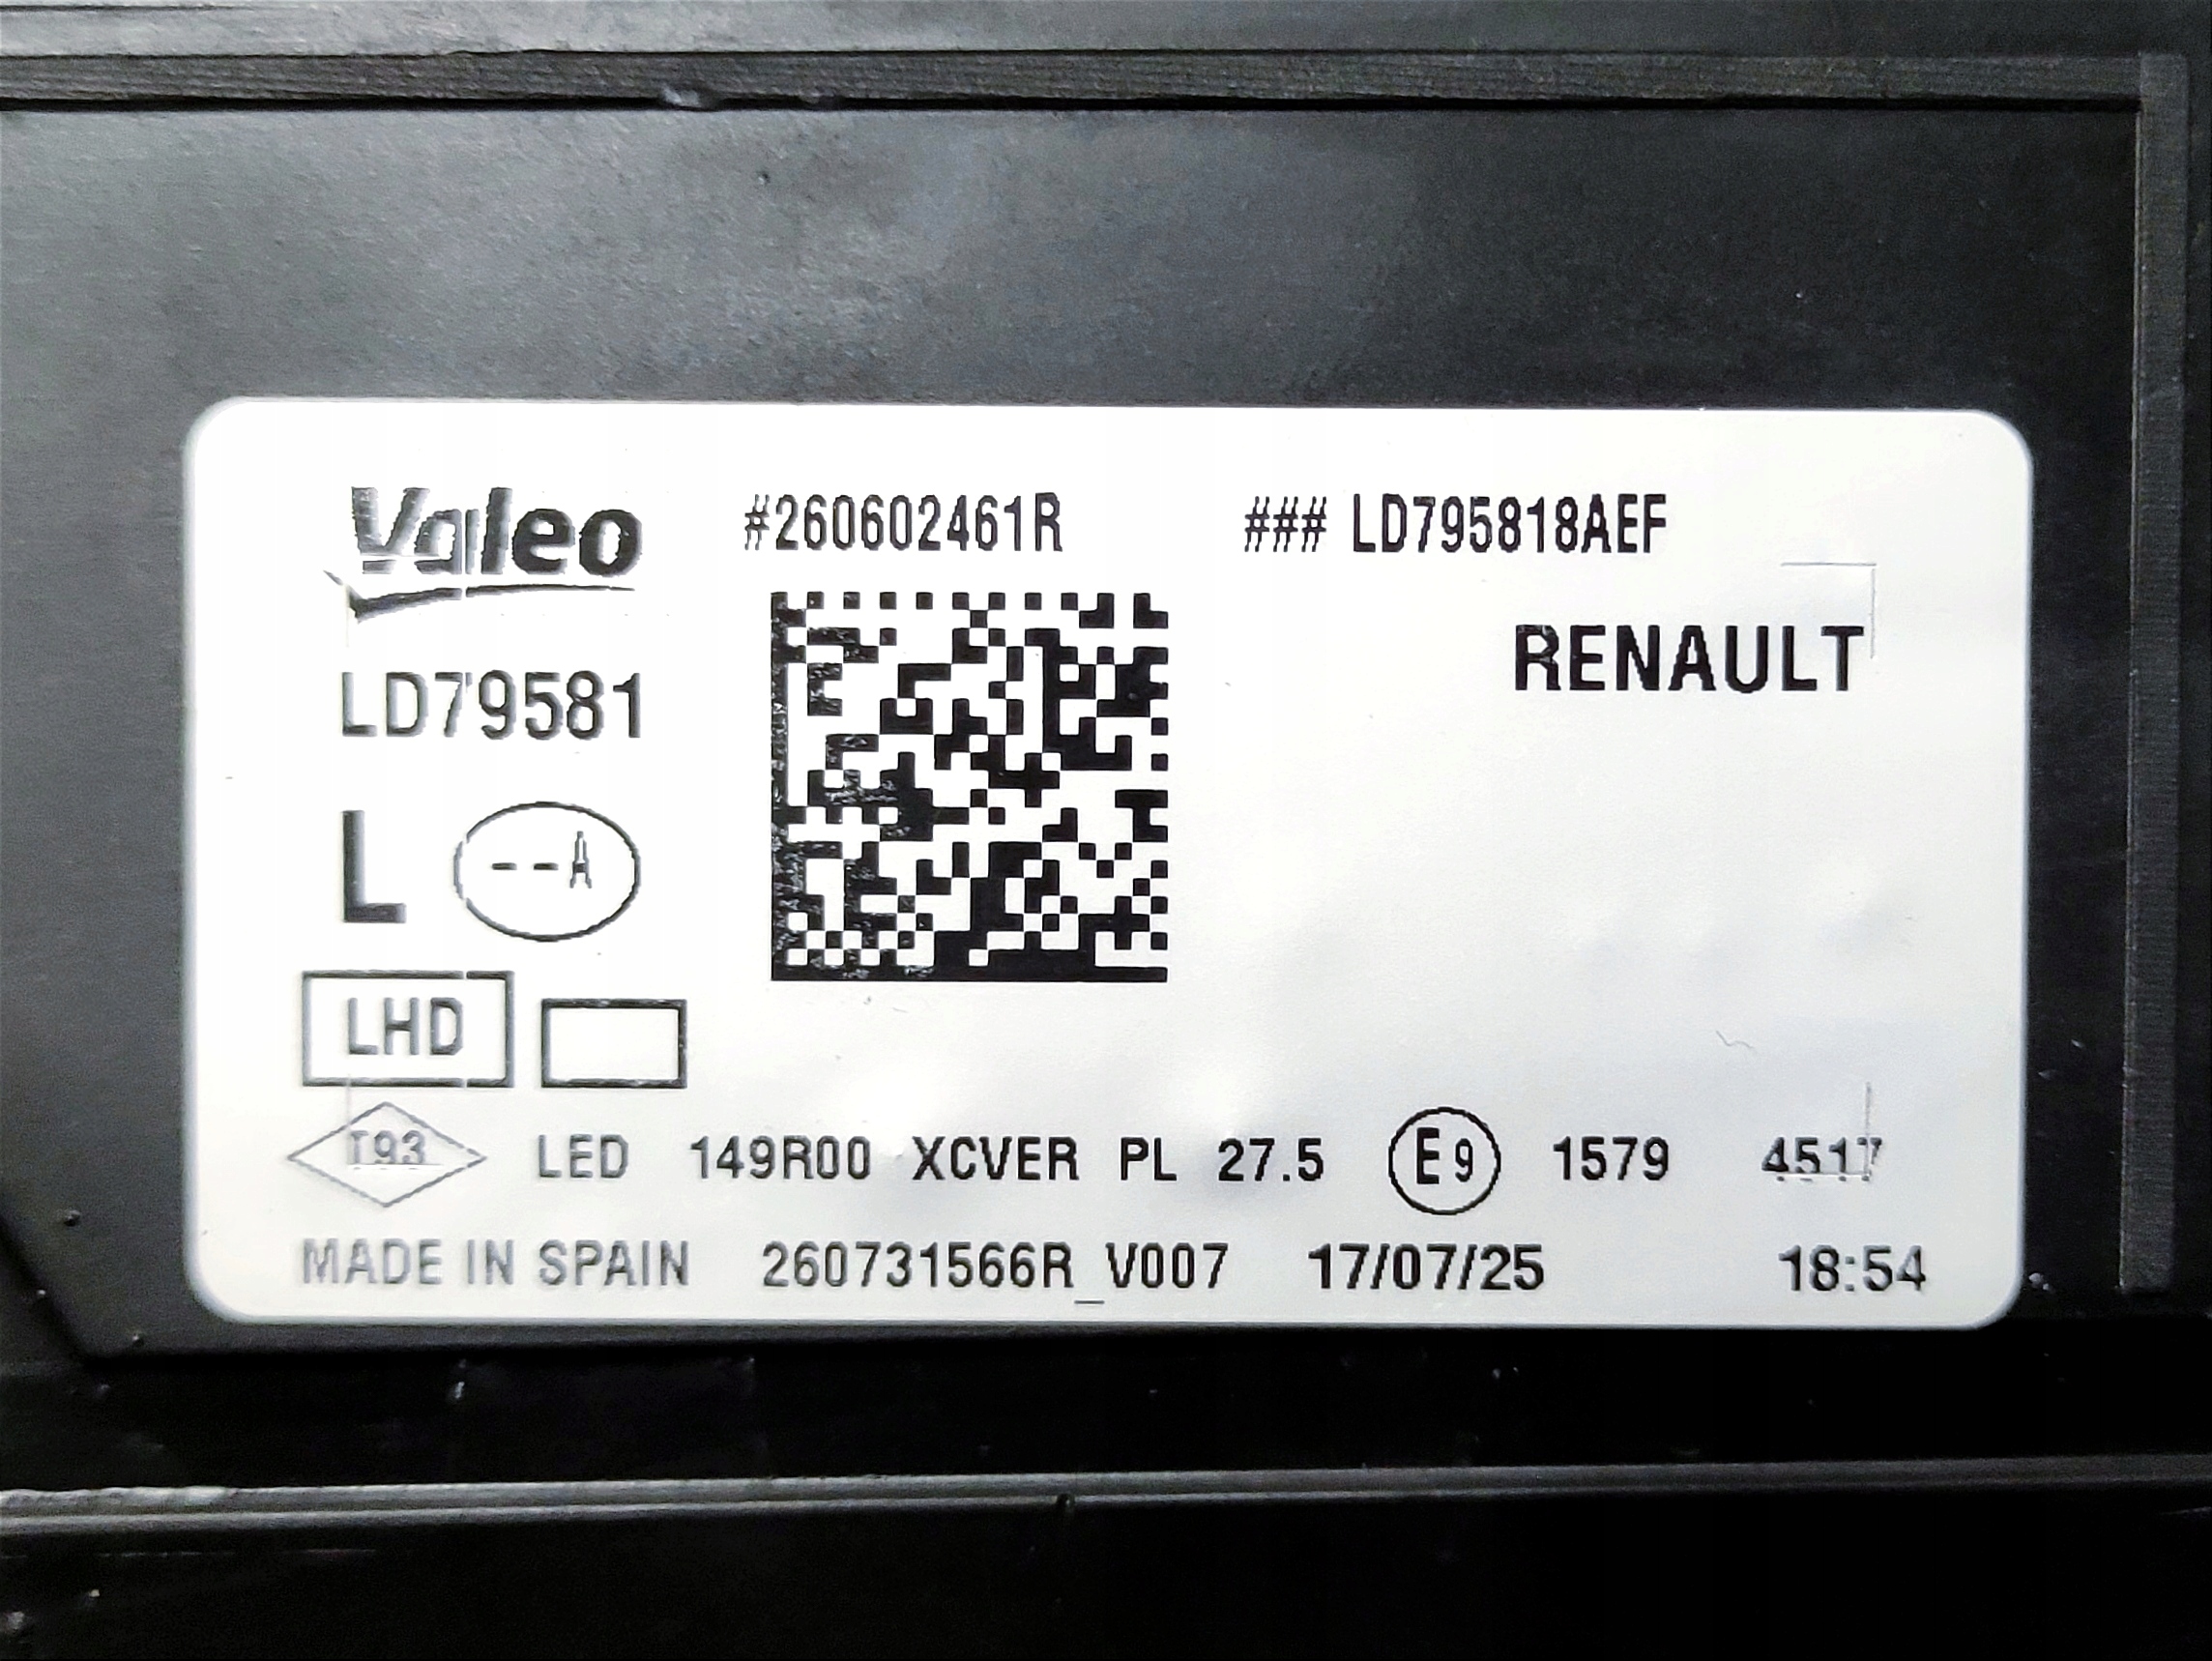 Valeo #260602461R ### LD795818AEF
RENAULT
LD79581
L --A
LHD
T93 LED 149R00 XCVER PL 27.5 E9 1579 4517
MADE IN SPAIN 260731566R_V007 17/07/25 18:54